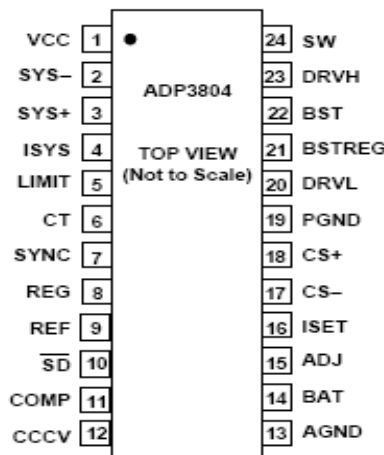 VCC 1 24 SW
SYS– 2 23 DRVH
ADP3804
SYS+ 3 22 BST
ISYS 4 TOP VIEW 21 BSTREG
LIMIT 5 (Not to Scale) 20 DRVL
CT 6 19 PGND
SYNC 7 18 CS+
REG 8 17 CS–
REF 9 16 ISET
SD 10 15 ADJ
COMP 11 14 BAT
CCCV 12 13 AGND